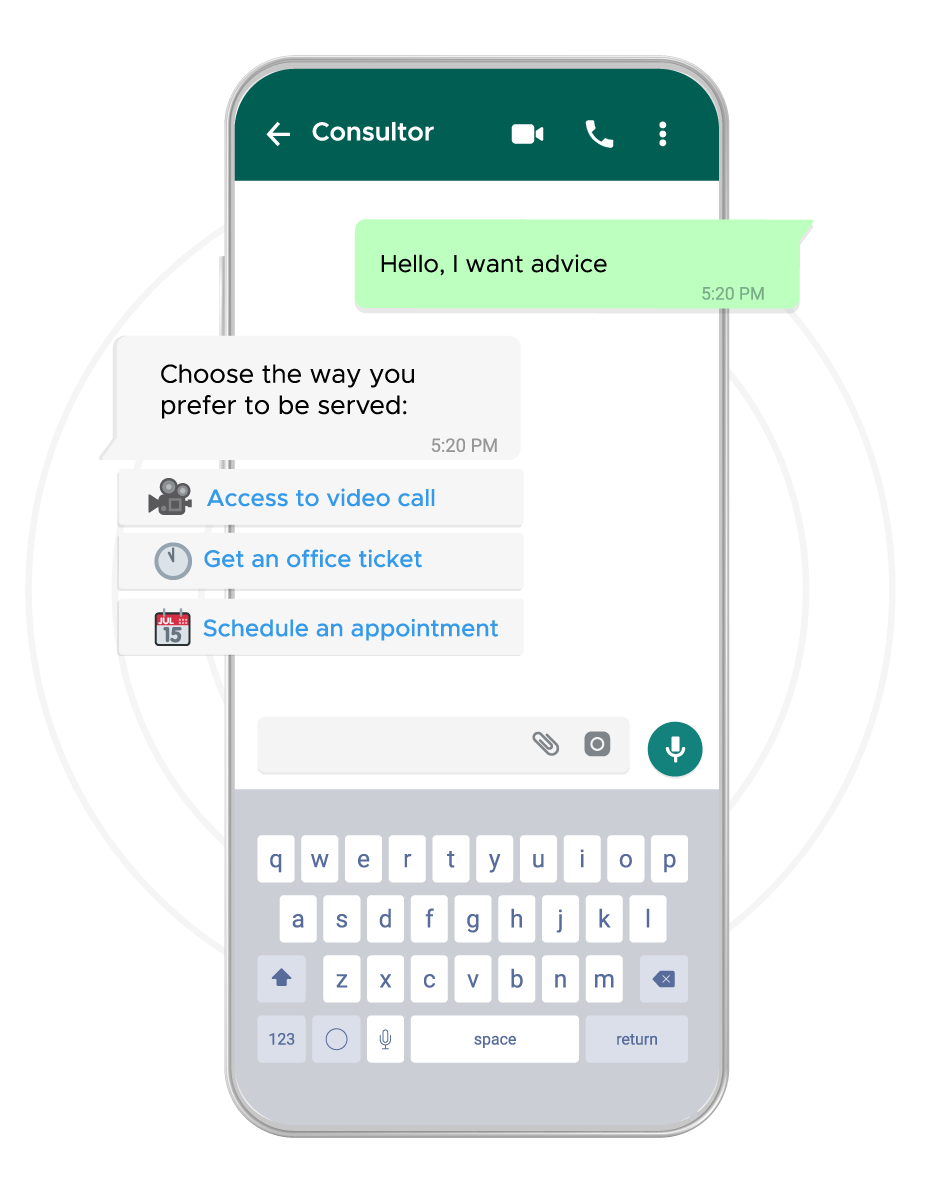 Consultor
Hello, I want advice
5:20 PM
Choose the way you
prefer to be served:
5:20 PM
Access to video call
Get an office ticket
JUL
15
Schedule an appointment
q w e r t y u i o p
a s d f g h j k l
z x c v b n m
123 space return